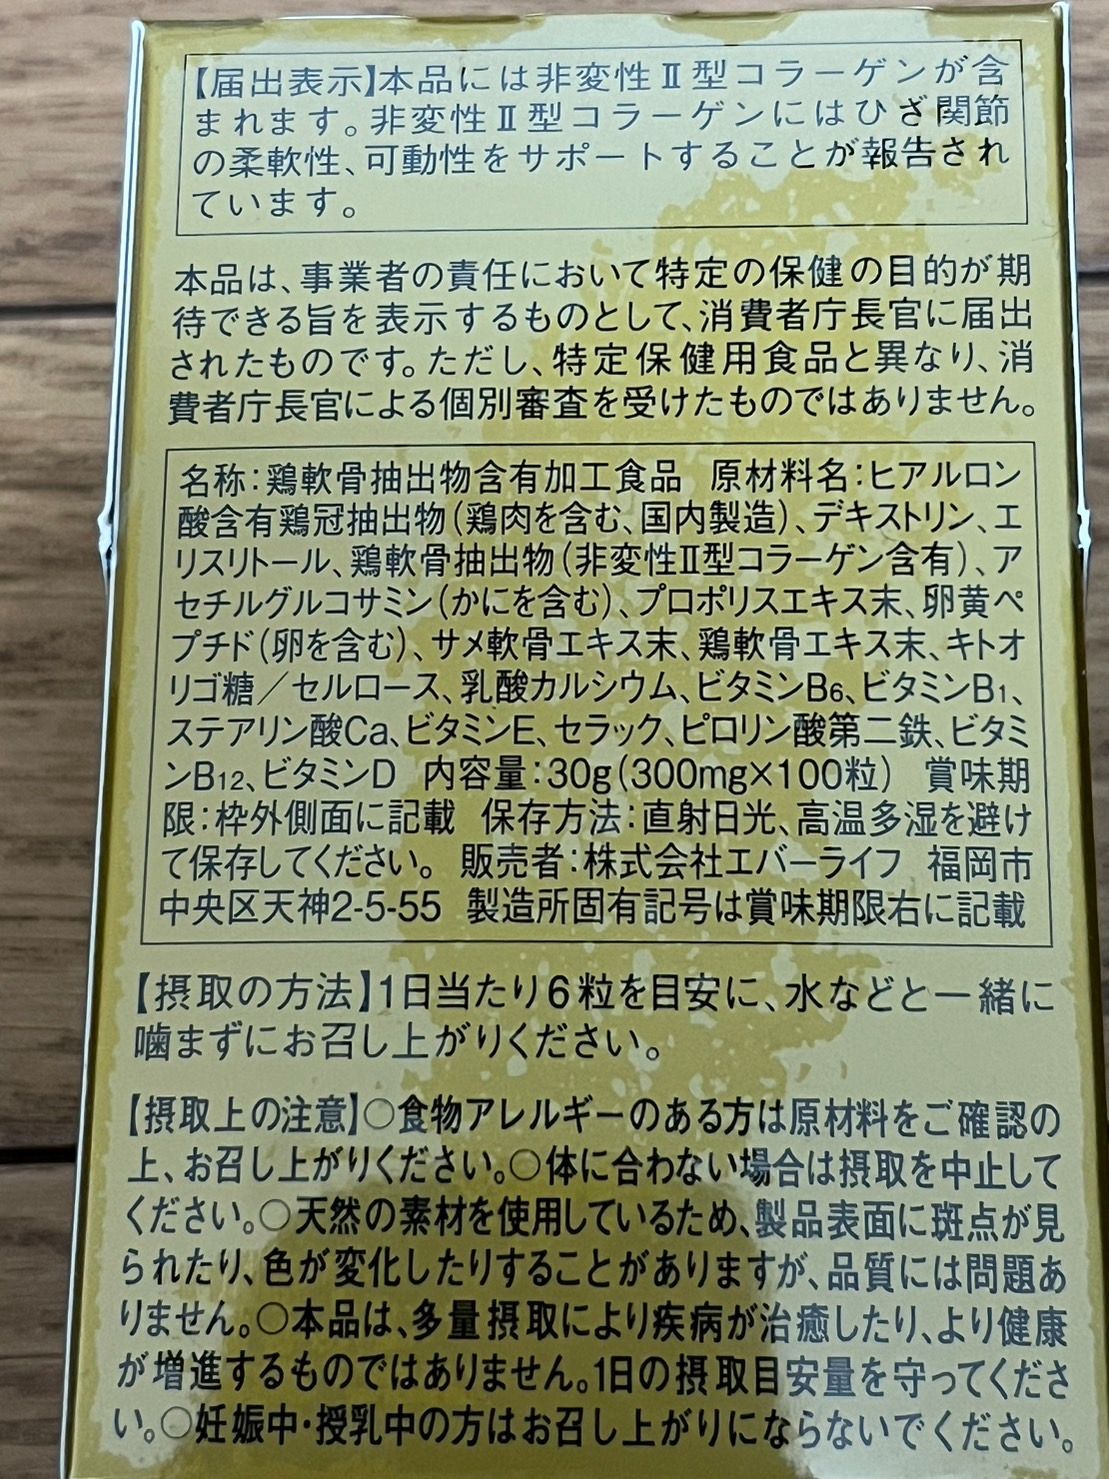 【届出表示】本品には非変性Ⅱ型コラーゲンが含
まれます。非変性Ⅱ型コラーゲンにはひざ関節
の柔軟性、可動性をサポートすることが報告され
ています。
本品は、事業者の責任において特定の保健の目的が期
待できる旨を表示するものとして、消費者庁長官に届出
されたものです。ただし、特定保健用食品と異なり、消
費者庁長官による個別審査を受けたものではありません。
名称：鶏軟骨抽出物含有加工食品 原材料名：ヒアルロン
酸含有鶏冠抽出物（鶏肉を含む、国内製造）、デキストリン、エ
リスリトール、鶏軟骨抽出物（非変性Ⅱ型コラーゲン含有）、ア
セチルグルコサミン（かにを含む）、プロポリスエキス末、卵黄ペ
プチド（卵を含む）、サメ軟骨エキス末、鶏軟骨エキス末、キトオ
リゴ糖／セルロース、乳酸カルシウム、ビタミンB6、ビタミンB1、
ステアリン酸Ca、ビタミンE、セラック、ピロリン酸第二鉄、ビタミ
ンB12、ビタミンD 内容量：30g（300mg×100粒） 賞味期
限：枠外側面に記載 保存方法：直射日光、高温多湿を避け
て保存してください。 販売者：株式会社エバーライフ 福岡市
中央区天神2-5-55 製造所固有記号は賞味期限右に記載
【摂取の方法】1日当たり6粒を目安に、水などと一緒に
噛まずにお召し上がりください。
【摂取上の注意】○食物アレルギーのある方は原材料をご確認の
上、お召し上がりください。○体に合わない場合は摂取を中止して
ください。○天然の素材を使用しているため、製品表面に斑点が見
られたり、色が変化したりすることがありますが、品質には問題あ
りません。○本品は、多量摂取により疾病が治癒したり、より健康
が増進するものではありません。1日の摂取目安量を守ってくださ
い。○妊娠中・授乳中の方はお召し上がりにならないでください。